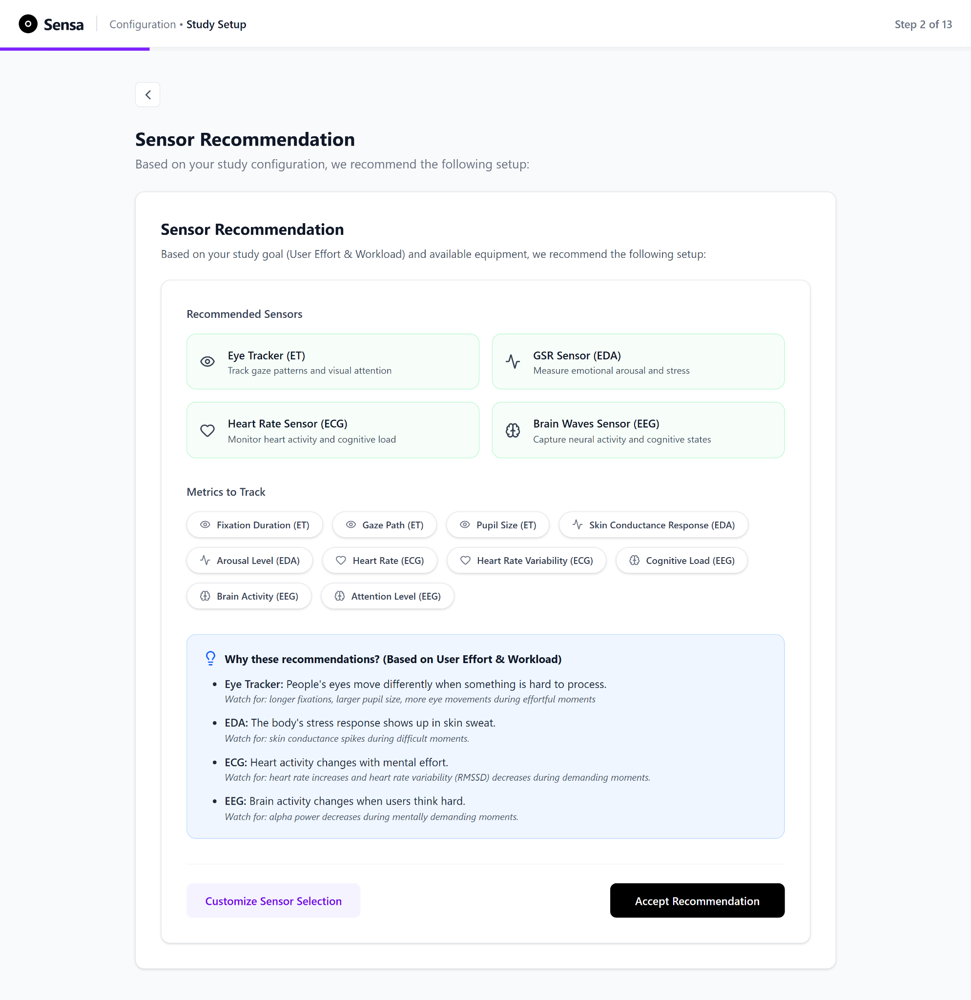 Sensa
Configuration • Study Setup
Step 2 of 13
Sensor Recommendation
Based on your study configuration, we recommend the following setup:
Sensor Recommendation
Based on your study goal (User Effort & Workload) and available equipment, we recommend the following setup:
Recommended Sensors
Eye Tracker (ET)
Track gaze patterns and visual attention
GSR Sensor (EDA)
Measure emotional arousal and stress
Heart Rate Sensor (ECG)
Monitor heart activity and cognitive load
Brain Waves Sensor (EEG)
Capture neural activity and cognitive states
Metrics to Track
Fixation Duration (ET)
Gaze Path (ET)
Pupil Size (ET)
Skin Conductance Response (EDA)
Arousal Level (EDA)
Heart Rate (ECG)
Heart Rate Variability (ECG)
Cognitive Load (EEG)
Brain Activity (EEG)
Attention Level (EEG)
Why these recommendations? (Based on User Effort & Workload)
• Eye Tracker: People's eyes move differently when something is hard to process.
Watch for: longer fixations, larger pupil size, more eye movements during effortful moments
• EDA: The body's stress response shows up in skin sweat.
Watch for: skin conductance spikes during difficult moments.
• ECG: Heart activity changes with mental effort.
Watch for: heart rate increases and heart rate variability (RMSSD) decreases during demanding moments.
• EEG: Brain activity changes when users think hard.
Watch for: alpha power decreases during mentally demanding moments.
Customize Sensor Selection
Accept Recommendation